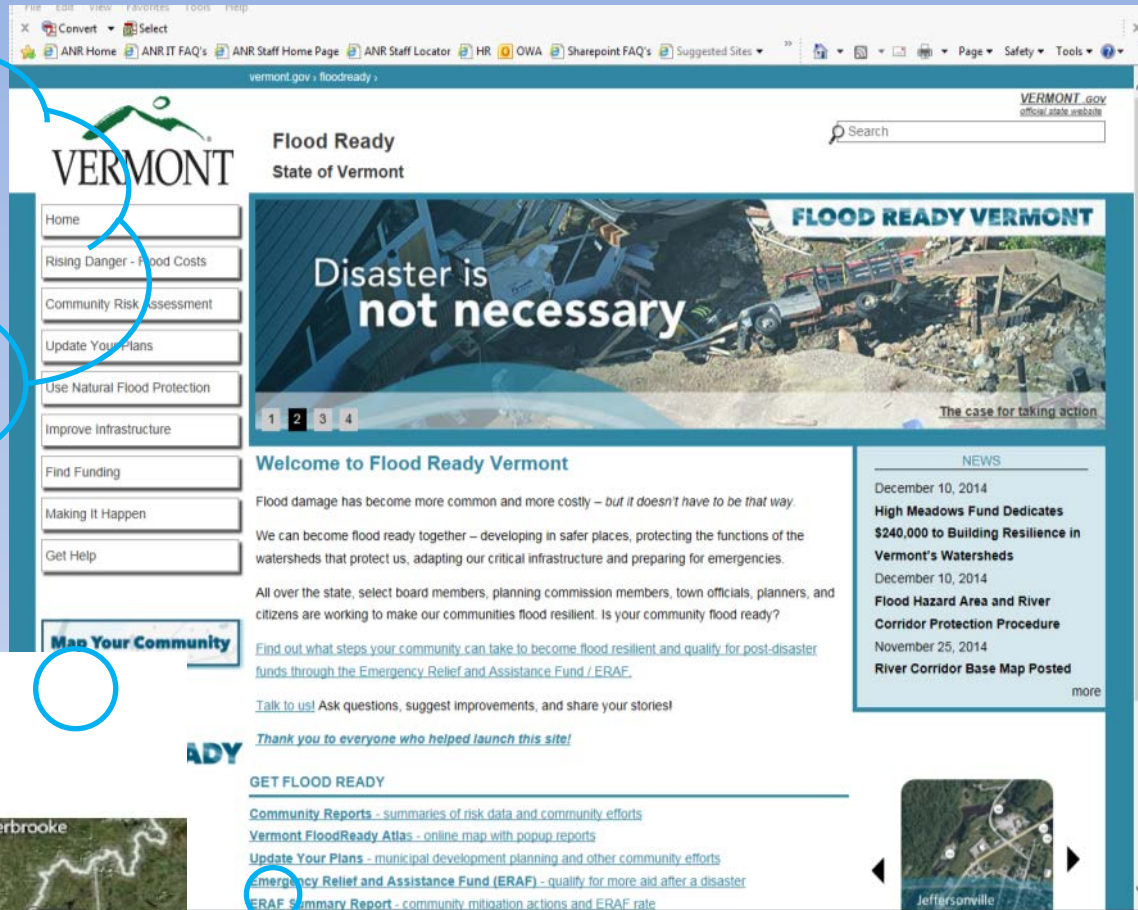 File Edit View Favorites Tools Help
X Convert Select
ANR Home ANR IT FAQ's ANR Staff Home Page ANR Staff Locator HR OWA Sharepoint FAQ's Suggested Sites Page Safety Tools
vermont.gov › floodready ›
VERMONT.gov
official state website
VERMONT
Flood Ready
State of Vermont
Search
Home
Rising Danger - Flood Costs
Community Risk Assessment
Update Your Plans
Use Natural Flood Protection
Improve Infrastructure
Find Funding
Making It Happen
Get Help
Map Your Community
FLOOD READY VERMONT
Disaster is
not necessary
1 2 3 4
The case for taking action
Welcome to Flood Ready Vermont
Flood damage has become more common and more costly – but it doesn't have to be that way.
We can become flood ready together – developing in safer places, protecting the functions of the
watersheds that protect us, adapting our critical infrastructure and preparing for emergencies.
All over the state, select board members, planning commission members, town officials, planners, and
citizens are working to make our communities flood resilient. Is your community flood ready?
Find out what steps your community can take to become flood resilient and qualify for post-disaster
funds through the Emergency Relief and Assistance Fund / ERAF.
Talk to us! Ask questions, suggest improvements, and share your stories!
Thank you to everyone who helped launch this site!
GET FLOOD READY
Community Reports - summaries of risk data and community efforts
Vermont FloodReady Atlas - online map with popup reports
Update Your Plans - municipal development planning and other community efforts
Emergency Relief and Assistance Fund (ERAF) - qualify for more aid after a disaster
ERAF Summary Report - community mitigation actions and ERAF rate
NEWS
December 10, 2014
High Meadows Fund Dedicates
$240,000 to Building Resilience in
Vermont's Watersheds
December 10, 2014
Flood Hazard Area and River
Corridor Protection Procedure
November 25, 2014
River Corridor Base Map Posted
more
Jeffersonville
ADY
erbrooke